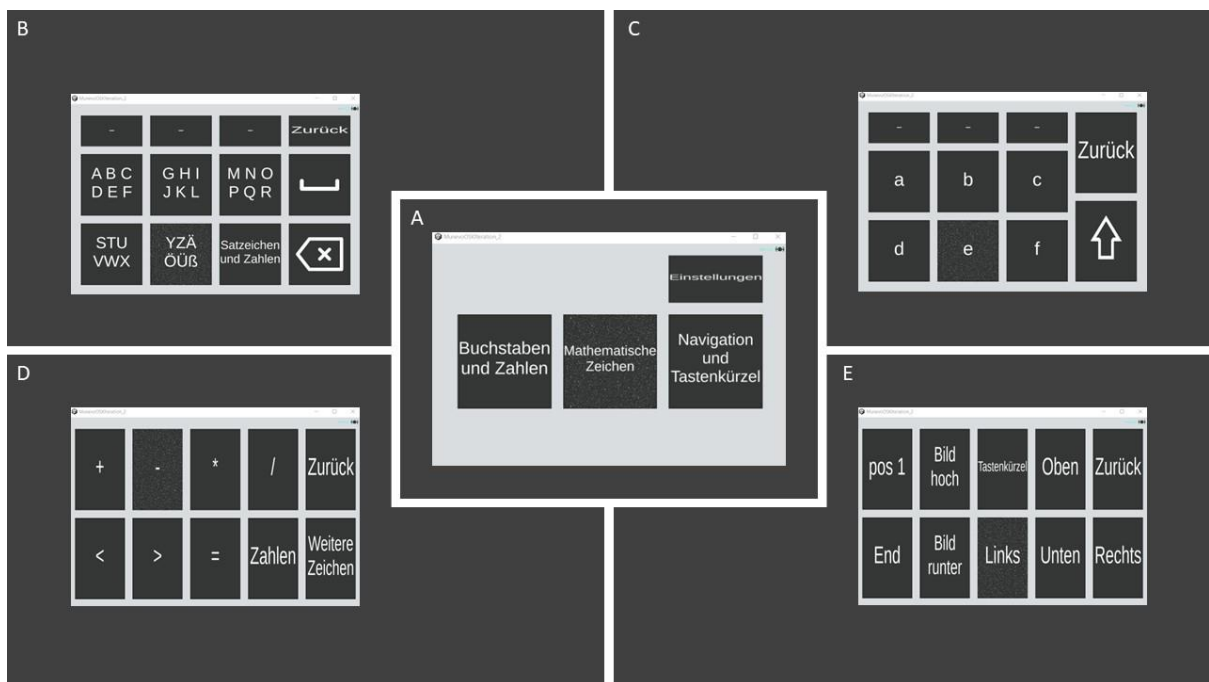 B
- - - Zurück
A B C
D E F
G H I
J K L
M N O
P Q R
STU
VWX
YZÄ
ÖÜß
Satzeichen
und Zahlen
C
- - - Zurück
a b c
d e f
A
Einstellungen
Buchstaben
und Zahlen
Mathematische
Zeichen
Navigation
und
Tastenkürzel
D
+ - * / Zurück
< > = Zahlen
Weitere
Zeichen
E
pos 1
Bild
hoch
Tastenkürzel
Oben
Zurück
End
Bild
runter
Links
Unten
Rechts